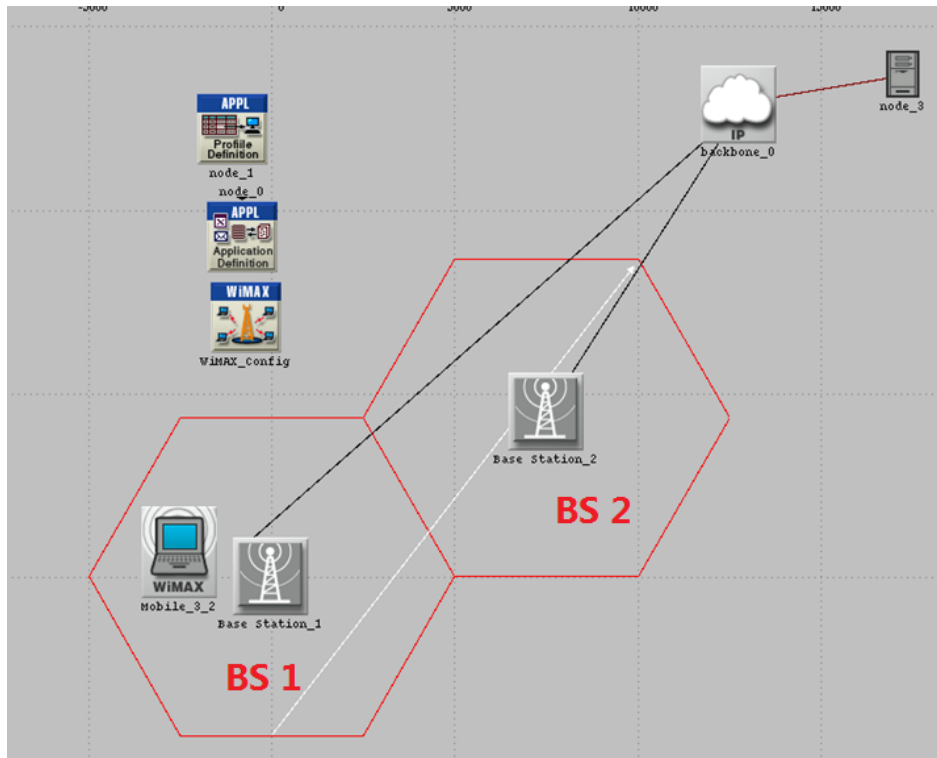 -5000 0 5000 10000 15000
APPL
Profile
Definition
node_1
node_0
APPL
Application
Definition
WiMAX
WiMAX_Config
IP
backbone_0
node_3
Base Station_2
BS 2
WiMAX
Mobile_3_2
Base Station_1
BS 1